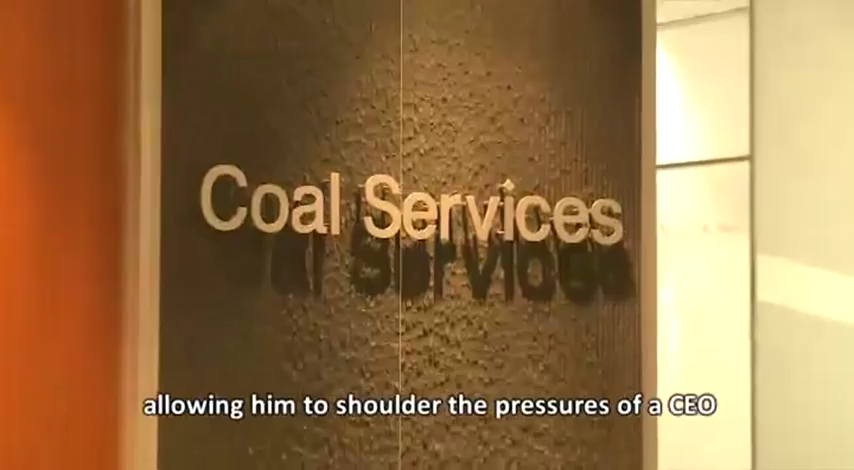 Coal Services
allowing him to shoulder the pressures of a CEO